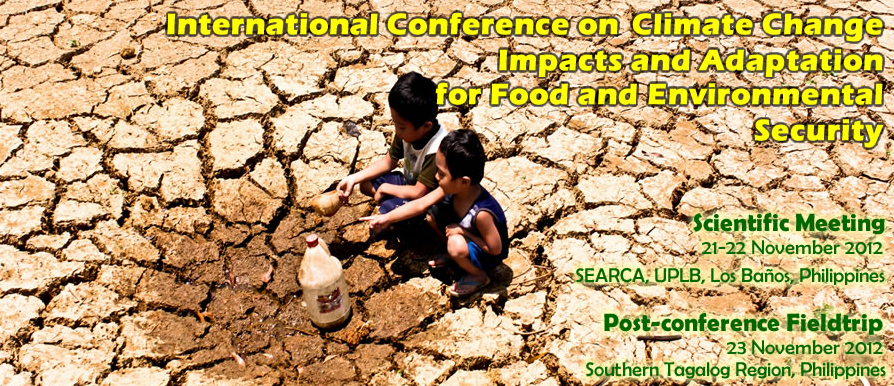 International Conference on Climate Change
Impacts and Adaptation
for Food and Environmental
Security
Scientific Meeting
21-22 November 2012
SEARCA, UPLB, Los Baños, Philippines
Post-conference Fieldtrip
23 November 2012
Southern Tagalog Region, Philippines